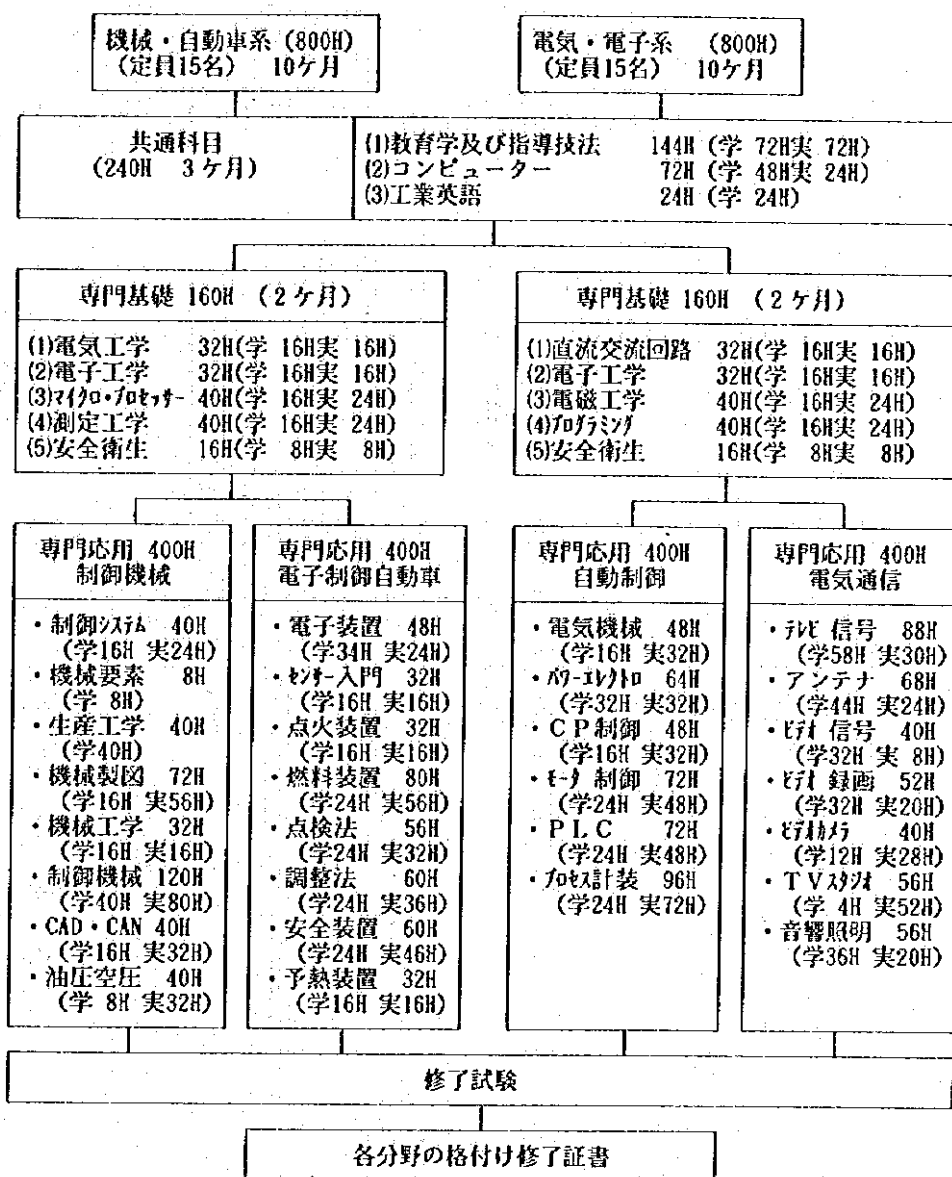 機械・自動車系 (800H)
(定員15名) 10ケ月
電気・電子系 (800H)
(定員15名) 10ケ月
共通科目
(240H 3ケ月)
(1)教育学及び指導技法 144H (学 72H実 72H)
(2)コンピューター 72H (学 48H実 24H)
(3)工業英語 24H (学 24H)
専門基礎 160H (2ケ月)
(1)電気工学 32H(学 16H実 16H)
(2)電子工学 32H(学 16H実 16H)
(3)マイクロ・プロセッサー 40H(学 16H実 24H)
(4)測定工学 40H(学 16H実 24H)
(5)安全衛生 16H(学 8H実 8H)
専門基礎 160H (2ケ月)
(1)直流交流回路 32H(学 16H実 16H)
(2)電子工学 32H(学 16H実 16H)
(3)電磁工学 40H(学 16H実 24H)
(4)プログラミング 40H(学 16H実 24H)
(5)安全衛生 16H(学 8H実 8H)
専門応用 400H
制御機械
・制御システム 40H
(学16H 実24H)
・機械要素 8H
(学 8H)
・生産工学 40H
(学40H)
・機械製図 72H
(学16H 実56H)
・機械工学 32H
(学16H 実16H)
・制御機械 120H
(学40H 実80H)
・CAD・CAN 40H
(学16H 実32H)
・油圧空圧 40H
(学 8H 実32H)
専門応用 400H
電子制御自動車
・電子装置 48H
(学34H 実24H)
・センサー入門 32H
(学16H 実16H)
・点火装置 32H
(学16H 実16H)
・燃料装置 80H
(学24H 実56H)
・点検法 56H
(学24H 実32H)
・調整法 60H
(学24H 実36H)
・安全装置 60H
(学24H 実46H)
・予熱装置 32H
(学16H 実16H)
専門応用 400H
自動制御
・電気機械 48H
(学16H 実32H)
・パワーエレクトロ 64H
(学32H 実32H)
・CP制御 48H
(学16H 実32H)
・モータ 制御 72H
(学24H 実48H)
・PLC 72H
(学24H 実48H)
・プロセス計装 96H
(学24H 実72H)
専門応用 400H
電気通信
・テレビ 信号 88H
(学58H 実30H)
・アンテナ 68H
(学44H 実24H)
・ビデオ 信号 40H
(学32H 実 8H)
・ビデオ 録画 52H
(学32H 実20H)
・ビデオカメラ 40H
(学12H 実28H)
・TVスタジオ 56H
(学 4H 実52H)
・音響照明 56H
(学36H 実20H)
修了試験
各分野の格付け修了証書